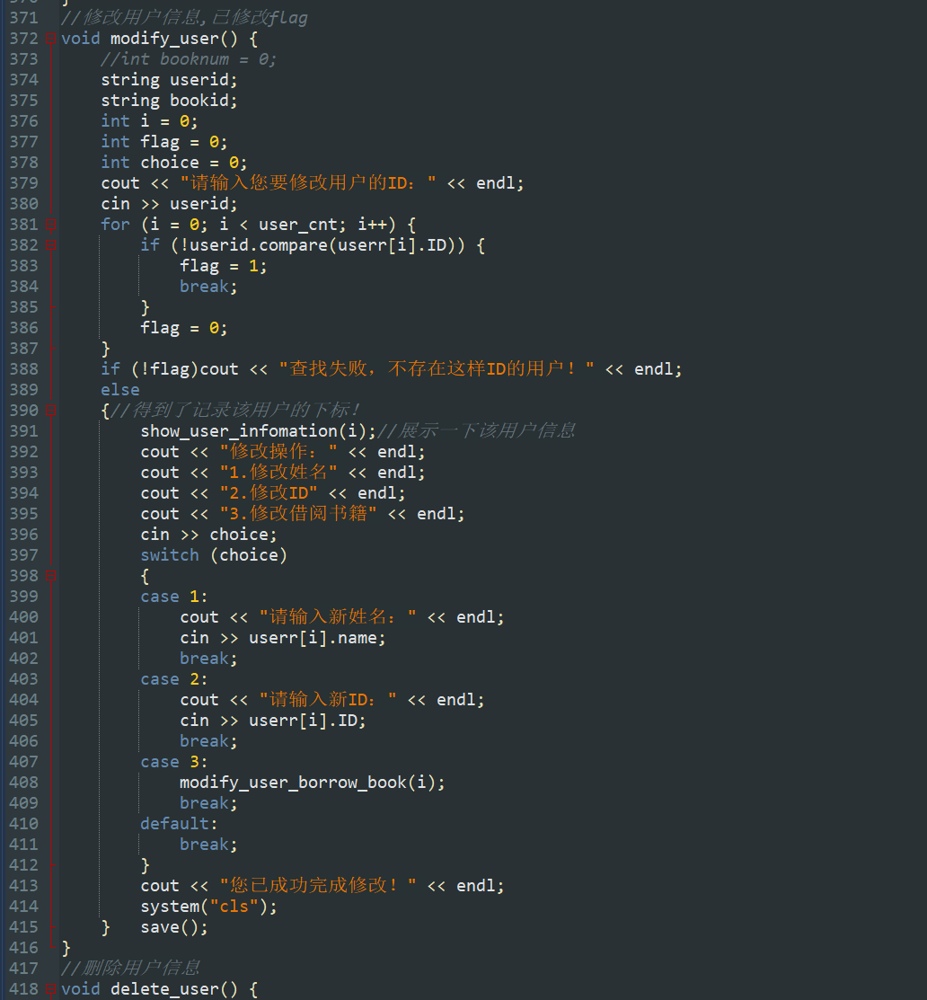 371 //修改用户信息,已修改flag
372 void modify_user() {
373     //int booknum = 0;
374     string userid;
375     string bookid;
376     int i = 0;
377     int flag = 0;
378     int choice = 0;
379     cout << "请输入您要修改用户的ID: " << endl;
380     cin >> userid;
381     for (i = 0; i < user_cnt; i++) {
382         if (!userid.compare(userr[i].ID)) {
383             flag = 1;
384             break;
385         }
386         flag = 0;
387     }
388     if (!flag)cout << "查找失败，不存在这样ID的用户！" << endl;
389     else
390     {//得到了记录该用户的下标！
391         show_user_infomation(i);//展示一下该用户信息
392         cout << "修改操作：" << endl;
393         cout << "1.修改姓名" << endl;
394         cout << "2.修改ID" << endl;
395         cout << "3.修改借阅书籍" << endl;
396         cin >> choice;
397         switch (choice)
398         {
399         case 1:
400             cout << "请输入新姓名：" << endl;
401             cin >> userr[i].name;
402             break;
403         case 2:
404             cout << "请输入新ID：" << endl;
405             cin >> userr[i].ID;
406             break;
407         case 3:
408             modify_user_borrow_book(i);
409             break;
410         default:
411             break;
412         }
413         cout << "您已成功完成修改！" << endl;
414         system("cls");
415     }   save();
416 }
417 //删除用户信息
418 void delete_user() {